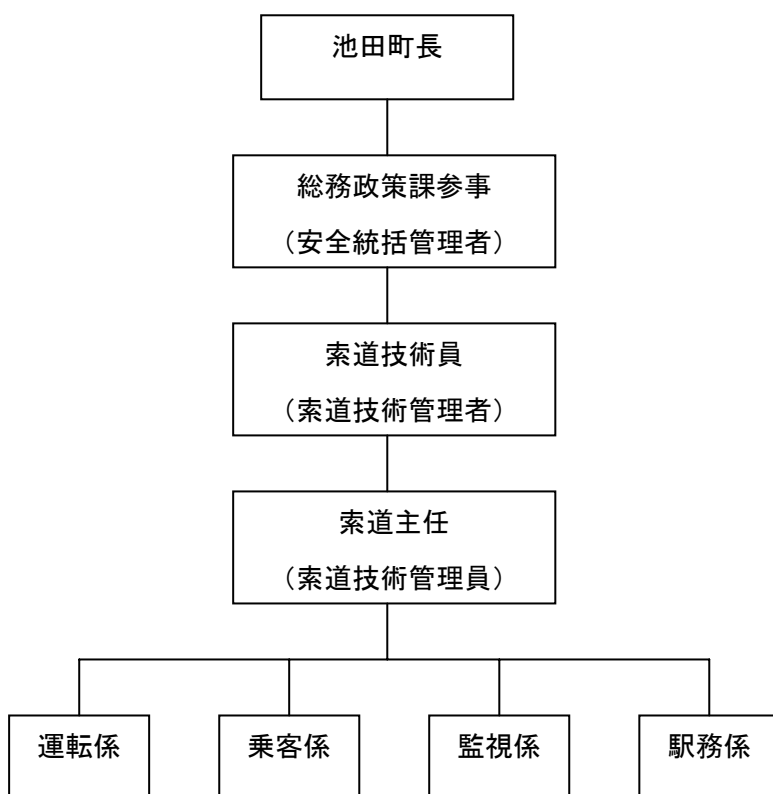 池田町長
総務政策課参事
（安全統括管理者）
索道技術員
（索道技術管理者）
索道主任
（索道技術管理員）
運転係
乗客係
監視係
駅務係